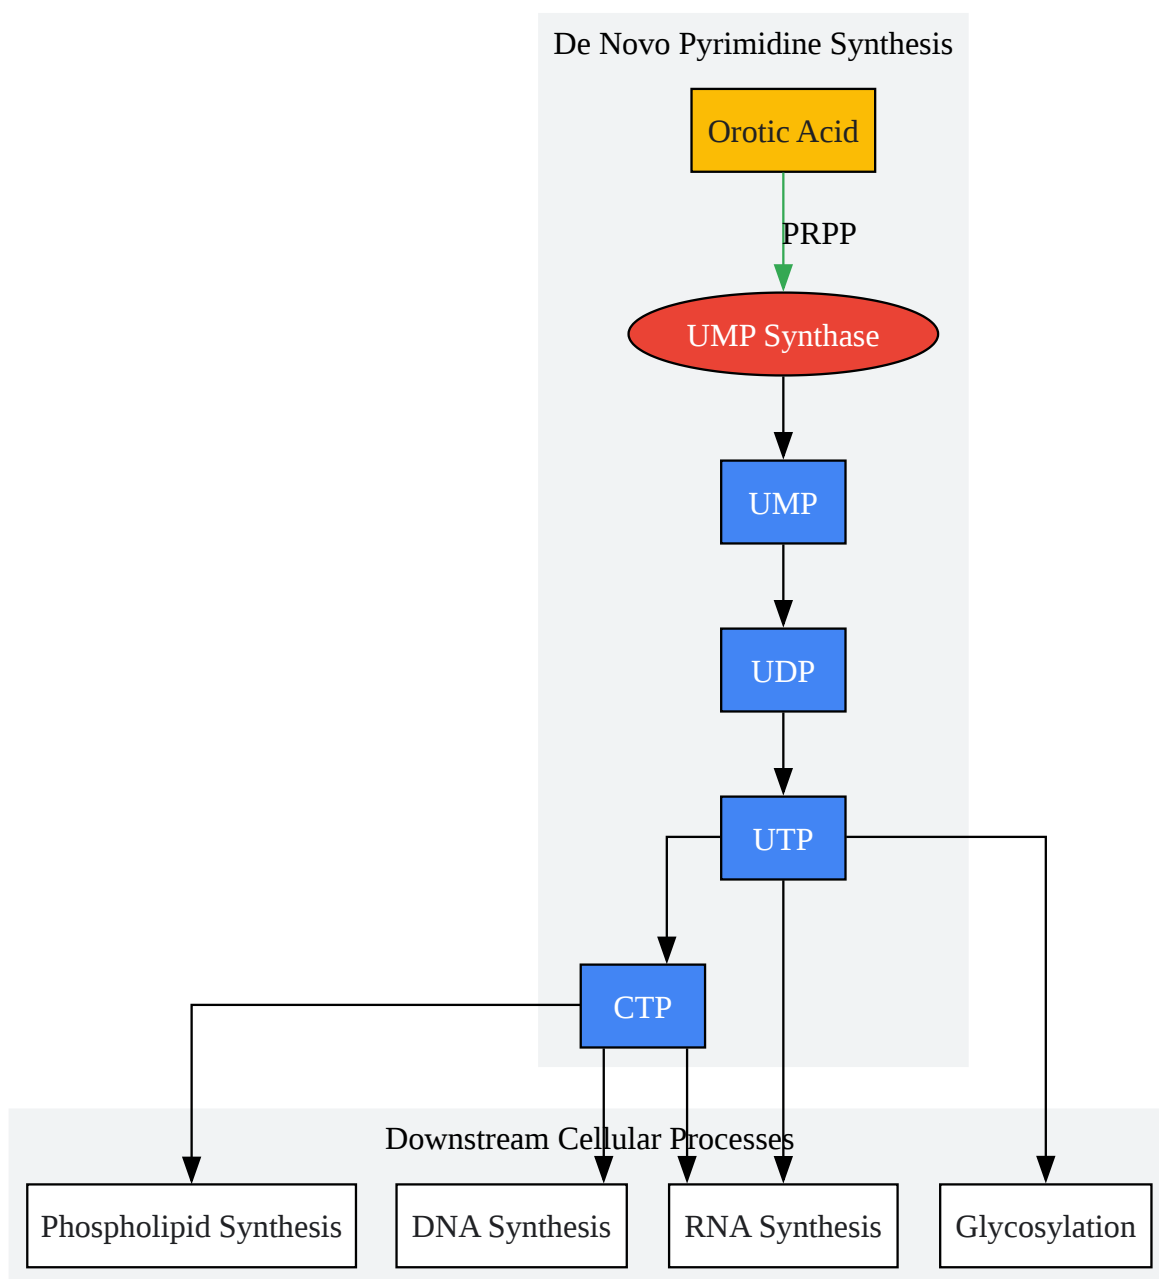 De Novo Pyrimidine Synthesis
Orotic Acid
PRPP
UMP Synthase
UMP
UDP
UTP
CTP
Downstream Cellular Processes
Phospholipid Synthesis
DNA Synthesis
RNA Synthesis
Glycosylation